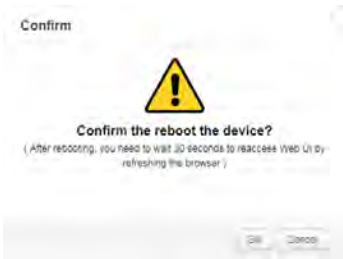 Confirm
Confirm the reboot the device?
( After rebooting, you need to wait 30 seconds to reaccess Web UI by
refreshing the browser )
OK Cancel